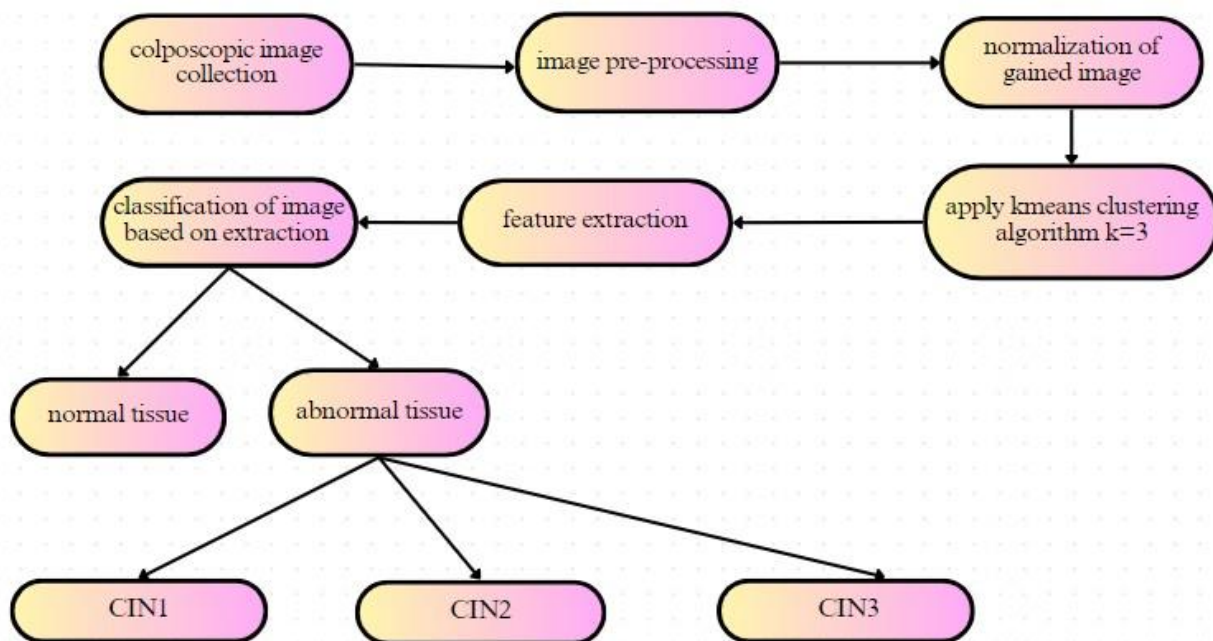 colposcopic image
collection
image pre-processing
normalization of
gained image
apply kmeans clustering
algorithm k=3
feature extraction
classification of image
based on extraction
normal tissue
abnormal tissue
CIN1
CIN2
CIN3